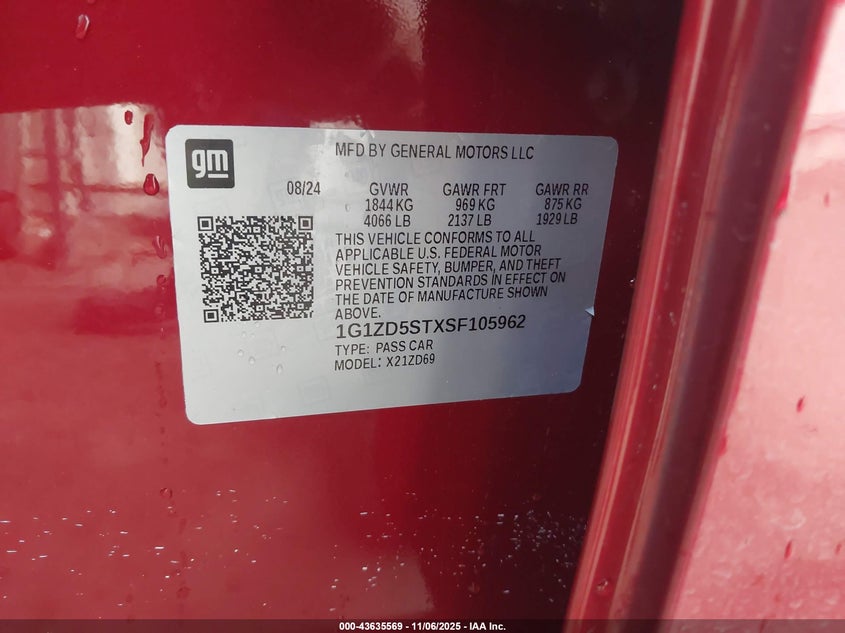 gm
MFD BY GENERAL MOTORS LLC
08/24 GVWR GAWR FRT GAWR RR
1844 KG 969 KG 875 KG
4066 LB 2137 LB 1929 LB
THIS VEHICLE CONFORMS TO ALL
APPLICABLE U.S. FEDERAL MOTOR
VEHICLE SAFETY, BUMPER, AND THEFT
PREVENTION STANDARDS IN EFFECT ON
THE DATE OF MANUFACTURE SHOWN
ABOVE.
1G1ZD5STXSF105962
TYPE: PASS CAR
MODEL: X21ZD69
000-43635569 - 11/06/2025 - IAA Inc.